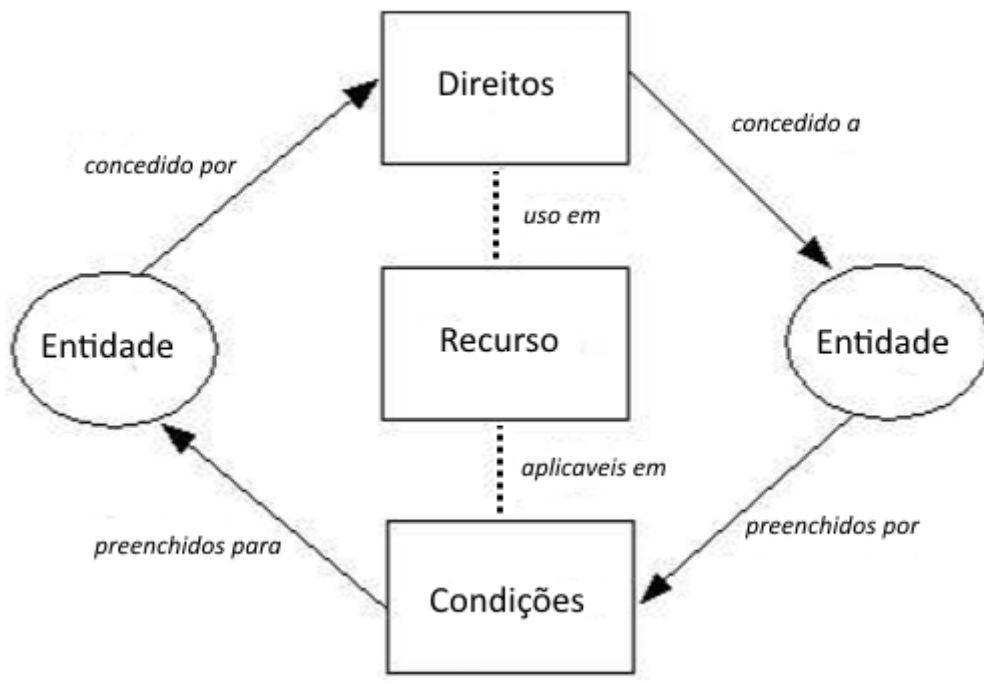 Direitos
concedido a
concedido por
uso em
Entidade
Recurso
Entidade
aplicaveis em
preenchidos para
preenchidos por
Condições